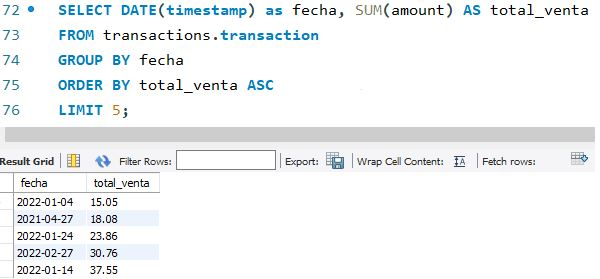 72 SELECT DATE(timestamp) as fecha, SUM(amount) AS total_venta
73 FROM transactions.transaction
74 GROUP BY fecha
75 ORDER BY total_venta ASC
76 LIMIT 5;
Result Grid Filter Rows: Export: Wrap Cell Content: IA Fetch rows:
fecha total_venta
2022-01-04 15.05
2021-04-27 18.08
2022-01-24 23.86
2022-02-27 30.76
2022-01-14 37.55